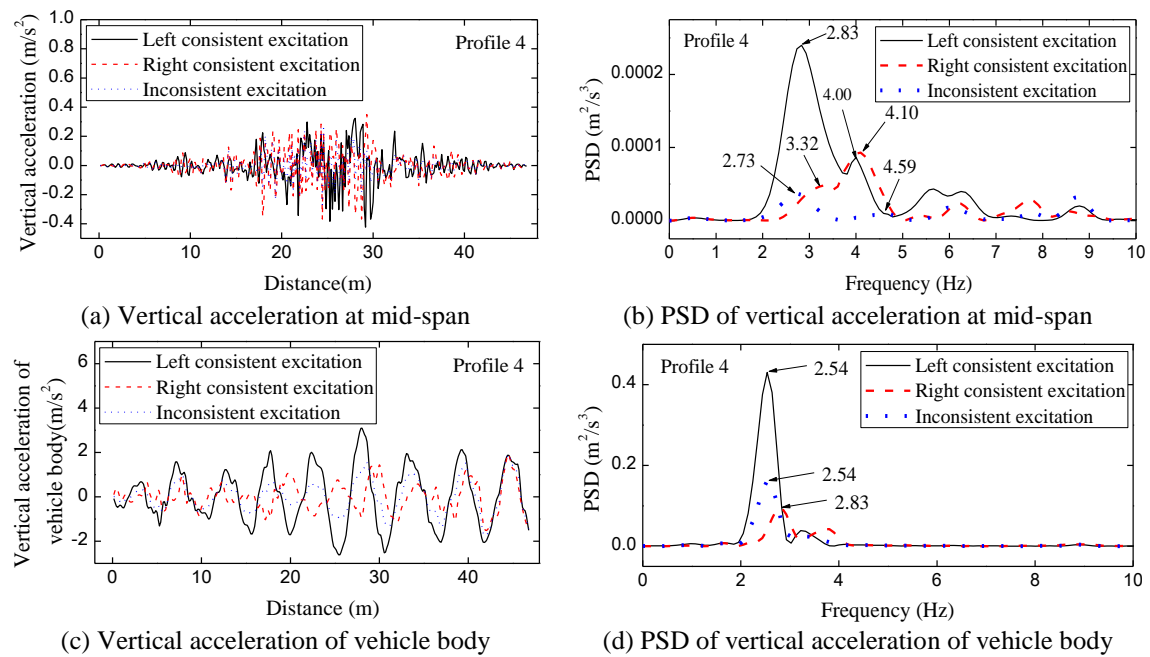 Vertical acceleration (m/s²)
1.0
0.8
0.6
0.4
0.2
0.0
-0.2
-0.4
Left consistent excitation
Right consistent excitation
Inconsistent excitation
Profile 4
0 10 20 30 40
Distance(m)
(a) Vertical acceleration at mid-span
PSD (m²/s³)
0.0002
0.0001
0.0000
Profile 4
2.83
Left consistent excitation
Right consistent excitation
Inconsistent excitation
4.00
4.10
3.32
2.73
4.59
0 1 2 3 4 5 6 7 8 9 10
Frequency (Hz)
(b) PSD of vertical acceleration at mid-span
Vertical acceleration of
vehicle body(m/s²)
6
4
2
0
-2
Left consistent excitation
Right consistent excitation
Inconsistent excitation
Profile 4
0 10 20 30 40
Distance (m)
(c) Vertical acceleration of vehicle body
PSD (m²/s³)
0.4
0.2
0.0
Profile 4
2.54
Left consistent excitation
Right consistent excitation
Inconsistent excitation
2.54
2.83
0 2 4 6 8 10
Frequency (Hz)
(d) PSD of vertical acceleration of vehicle body